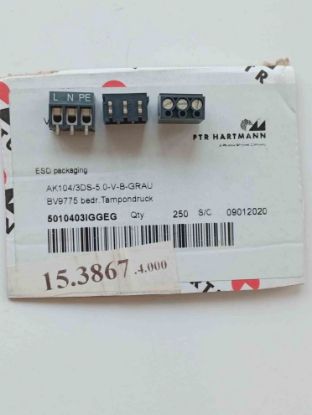 L N PE
PTR HARTMANN
ESD packaging
AK104/3DS-5.0-V-B-GRAU
BV9775 bedr.Tampondruck
5010403IGGEG Qty 250 S/C 09012020
15.3867.4.000